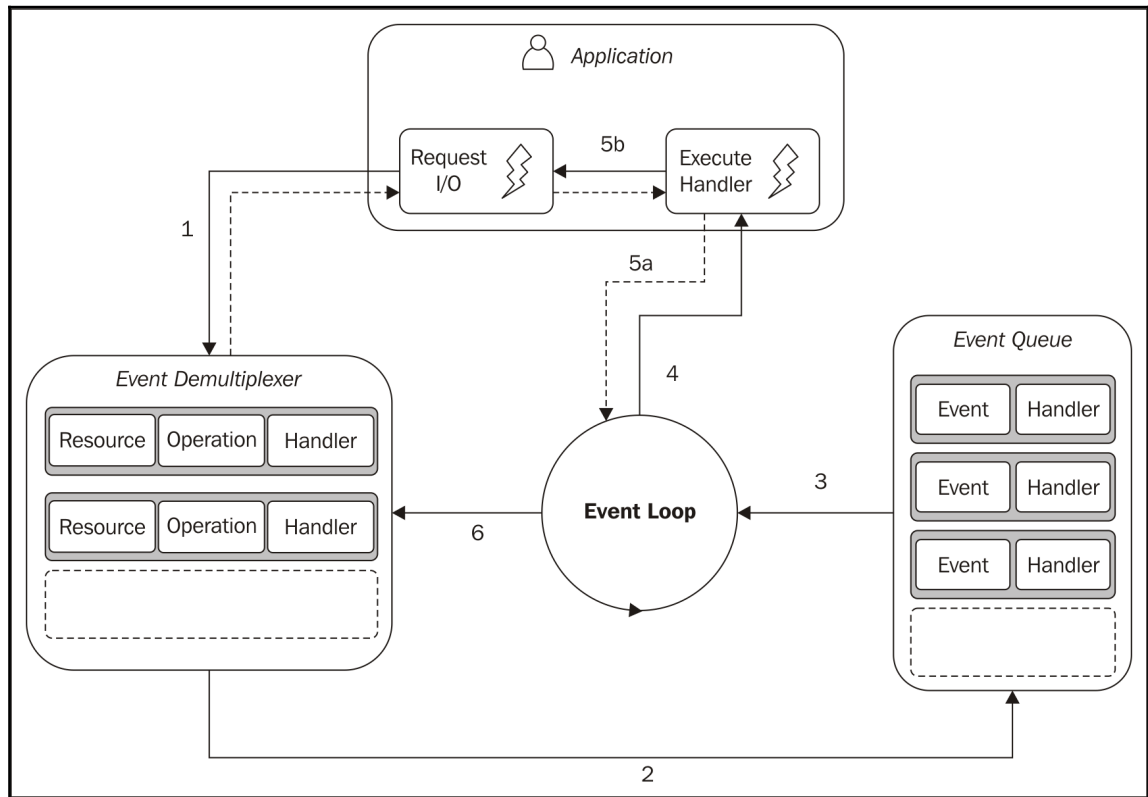 Application
Request
I/O
5b
Execute
Handler
1
5a
Event Queue
4
Event Demultiplexer
Event Handler
Resource Operation Handler
3
Event Handler
Event Loop
Resource Operation Handler
6
Event Handler
2